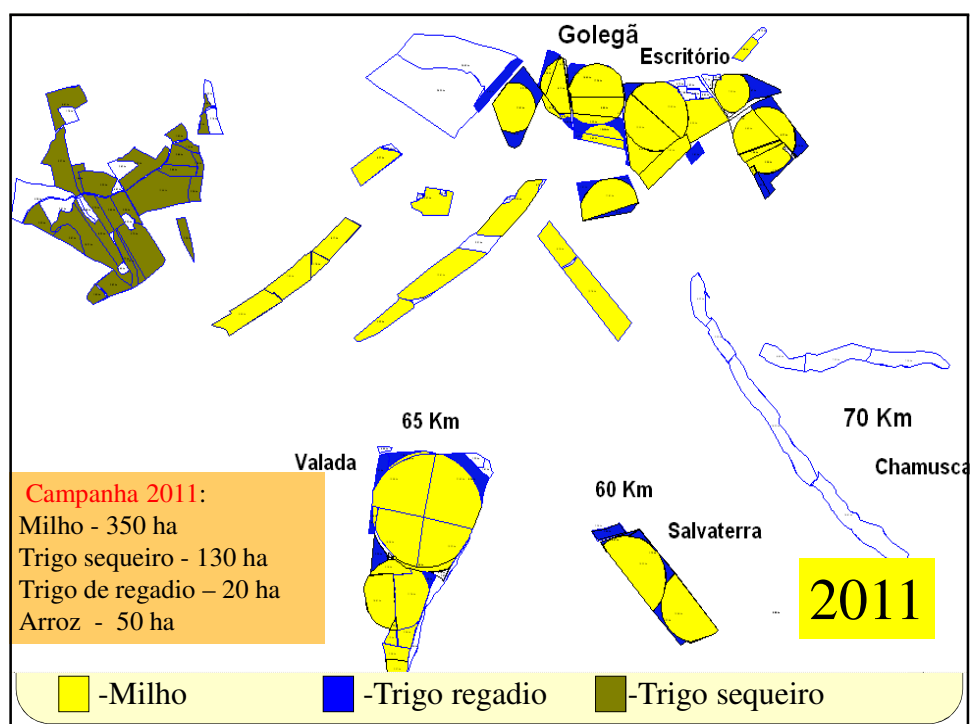 Golegã
Escritório
65 Km
Valada
70 Km
Chamusca
60 Km
Salvaterra
Campanha 2011:
Milho - 350 ha
Trigo sequeiro - 130 ha
Trigo de regadio – 20 ha
Arroz - 50 ha
2011
-Milho
-Trigo regadio
-Trigo sequeiro